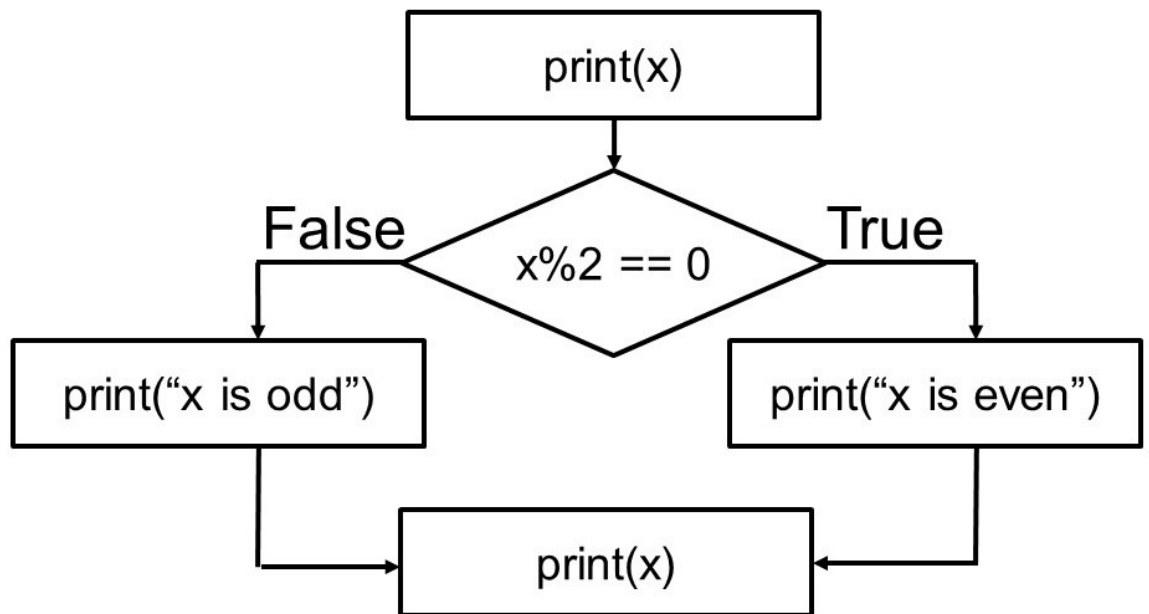 print(x)
False
x%2 == 0
True
print(“x is odd”)
print(“x is even”)
print(x)